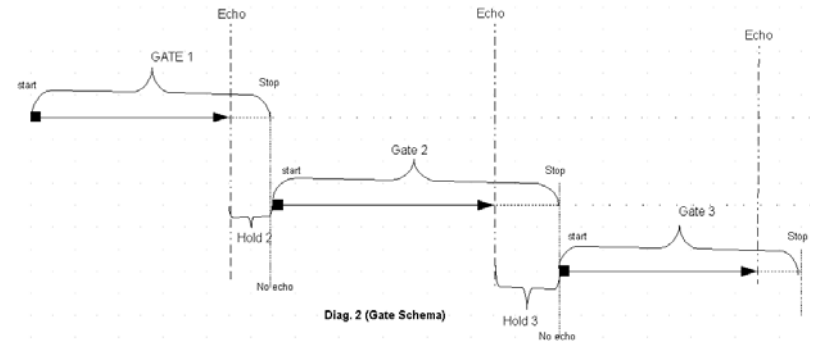 Echo
Echo
Echo
GATE 1
start
Stop
Gate 2
start
Stop
Gate 3
start
Stop
Hold 2
No echo
Diag. 2 (Gate Schema)
Hold 3
No echo